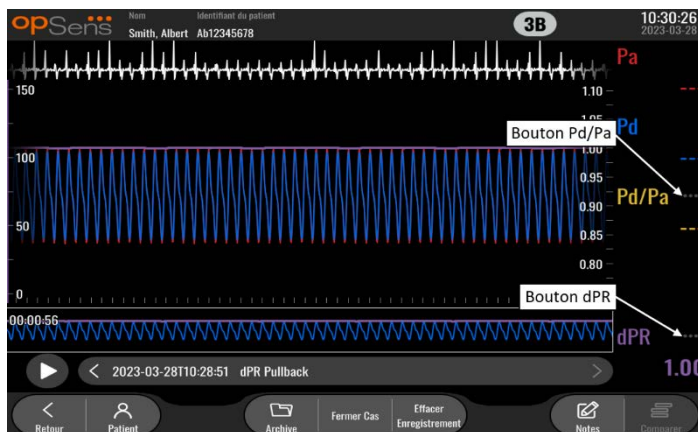 opSens
Nom
Identifiant du patient
Smith, Albert
Ab12345678
3B
10:30:26
2023-03-28
Pa
--
150
1.10
1.05
Bouton Pd/Pa
Pd
--
100
1.00
0.95
Pd/Pa
0.90
--
50
0.85
0.80
Bouton dPR
0
00:00:56
dPR
1.00
2023-03-28T10:28:51 dPR Pullback
Retour
Patient
Archive
Fermer Cas
Effacer
Enregistrement
Notes
Comparer